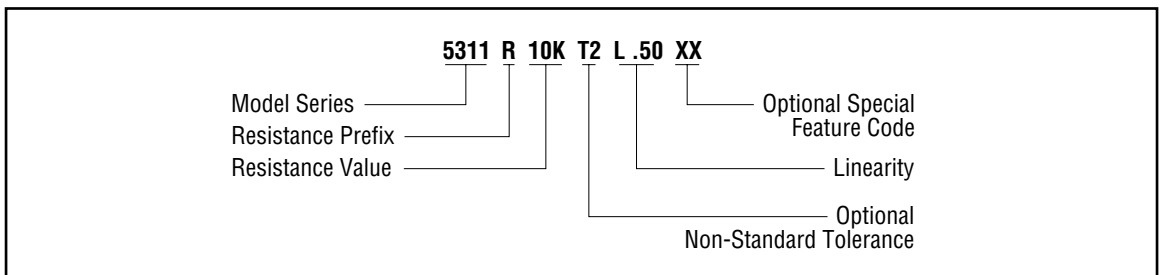 5311 R 10K T2 L .50 XX
Model Series
Resistance Prefix
Resistance Value
Optional Special
Feature Code
Linearity
Optional
Non-Standard Tolerance